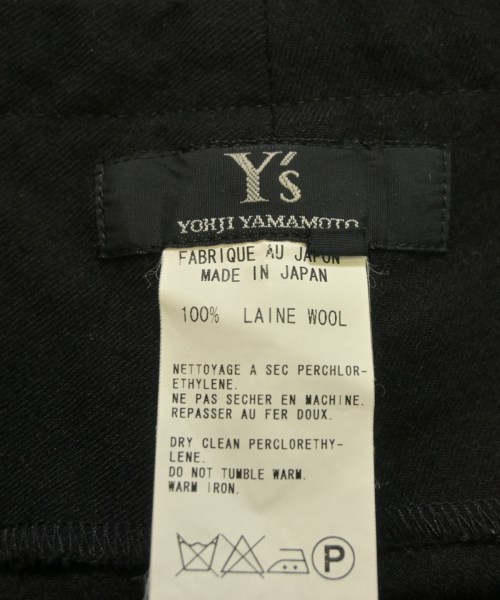 Y's
YOHJI YAMAMOTO
FABRIQUE AU JAPON
MADE IN JAPAN
100% LAINE WOOL
NETTOYAGE A SEC PERCHLOR-
ETHYLENE.
NE PAS SECHER EN MACHINE.
REPASSER AU FER DOUX.
DRY CLEAN PERCLORETHY-
LENE.
DO NOT TUMBLE WARM.
WARM IRON.
P